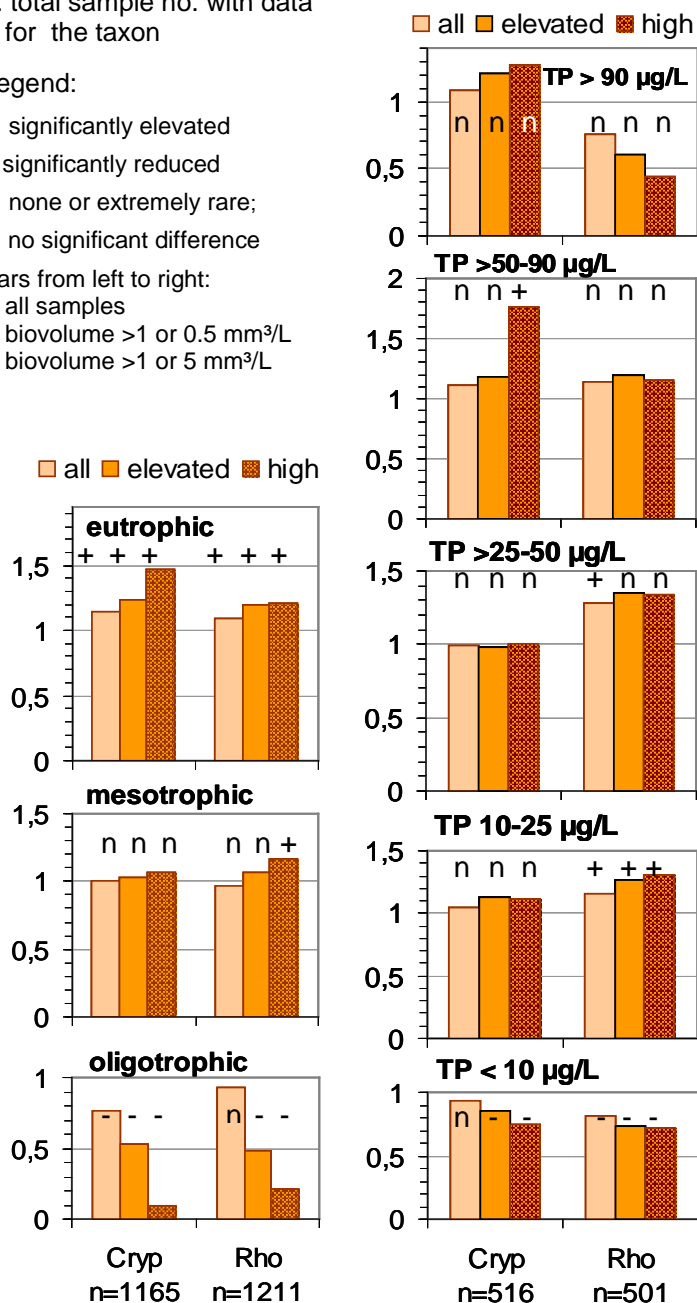 total sample no. with data
for the taxon
egend:
significantly elevated
significantly reduced
none or extremely rare;
no significant difference
ars from left to right:
all samples
biovolume >1 or 0.5 mm³/L
biovolume >1 or 5 mm³/L
all elevated high
eutrophic
+ + + + + +
1,5
1
0,5
0
mesotrophic
1,5
n n n n n +
1
0,5
0
oligotrophic
1
- - - n - -
0,5
0
Cryp Rho
n=1165 n=1211
all elevated high
TP > 90 µg/L
1
n n n n n n
0,5
0
TP >50-90 µg/L
2
n n + n n n
1,5
1
0,5
0
TP >25-50 µg/L
1,5
n n n + n n
1
0,5
0
TP 10-25 µg/L
1,5
n n n + + +
1
0,5
0
TP < 10 µg/L
1
n - - - - -
0,5
0
Cryp Rho
n=516 n=501